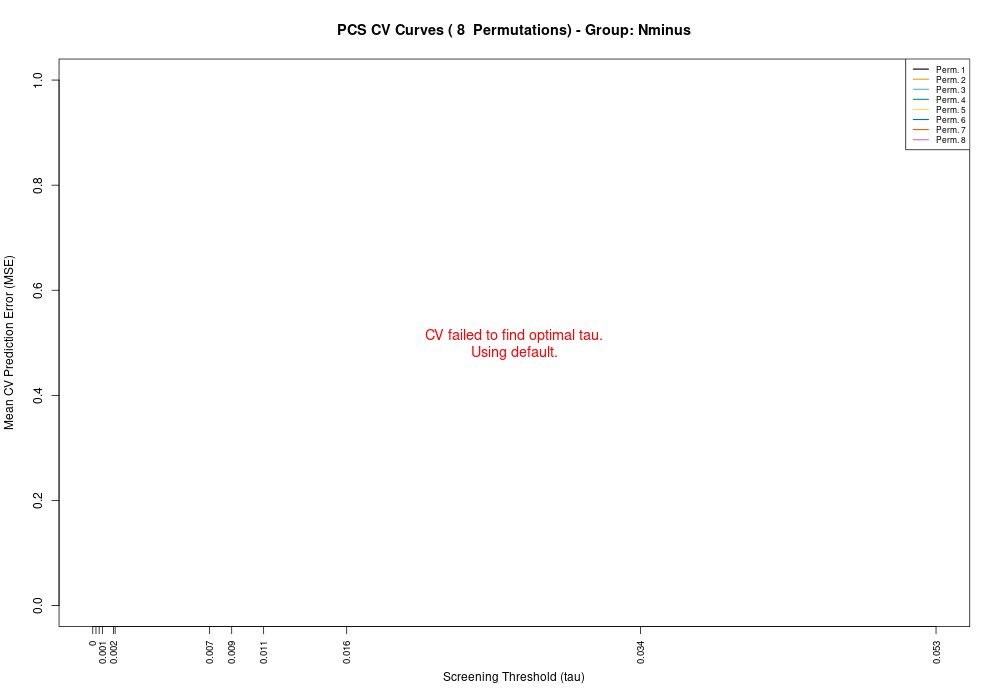 PCS CV Curves ( 8  Permutations) - Group: Nminus
Perm. 1
Perm. 2
Perm. 3
Perm. 4
Perm. 5
Perm. 6
Perm. 7
Perm. 8
Mean CV Prediction Error (MSE)
1.0
0.8
0.6
0.4
0.2
0.0
CV failed to find optimal tau.
Using default.
0
0.001
0.002
0.007
0.009
0.011
0.016
0.034
0.053
Screening Threshold (tau)